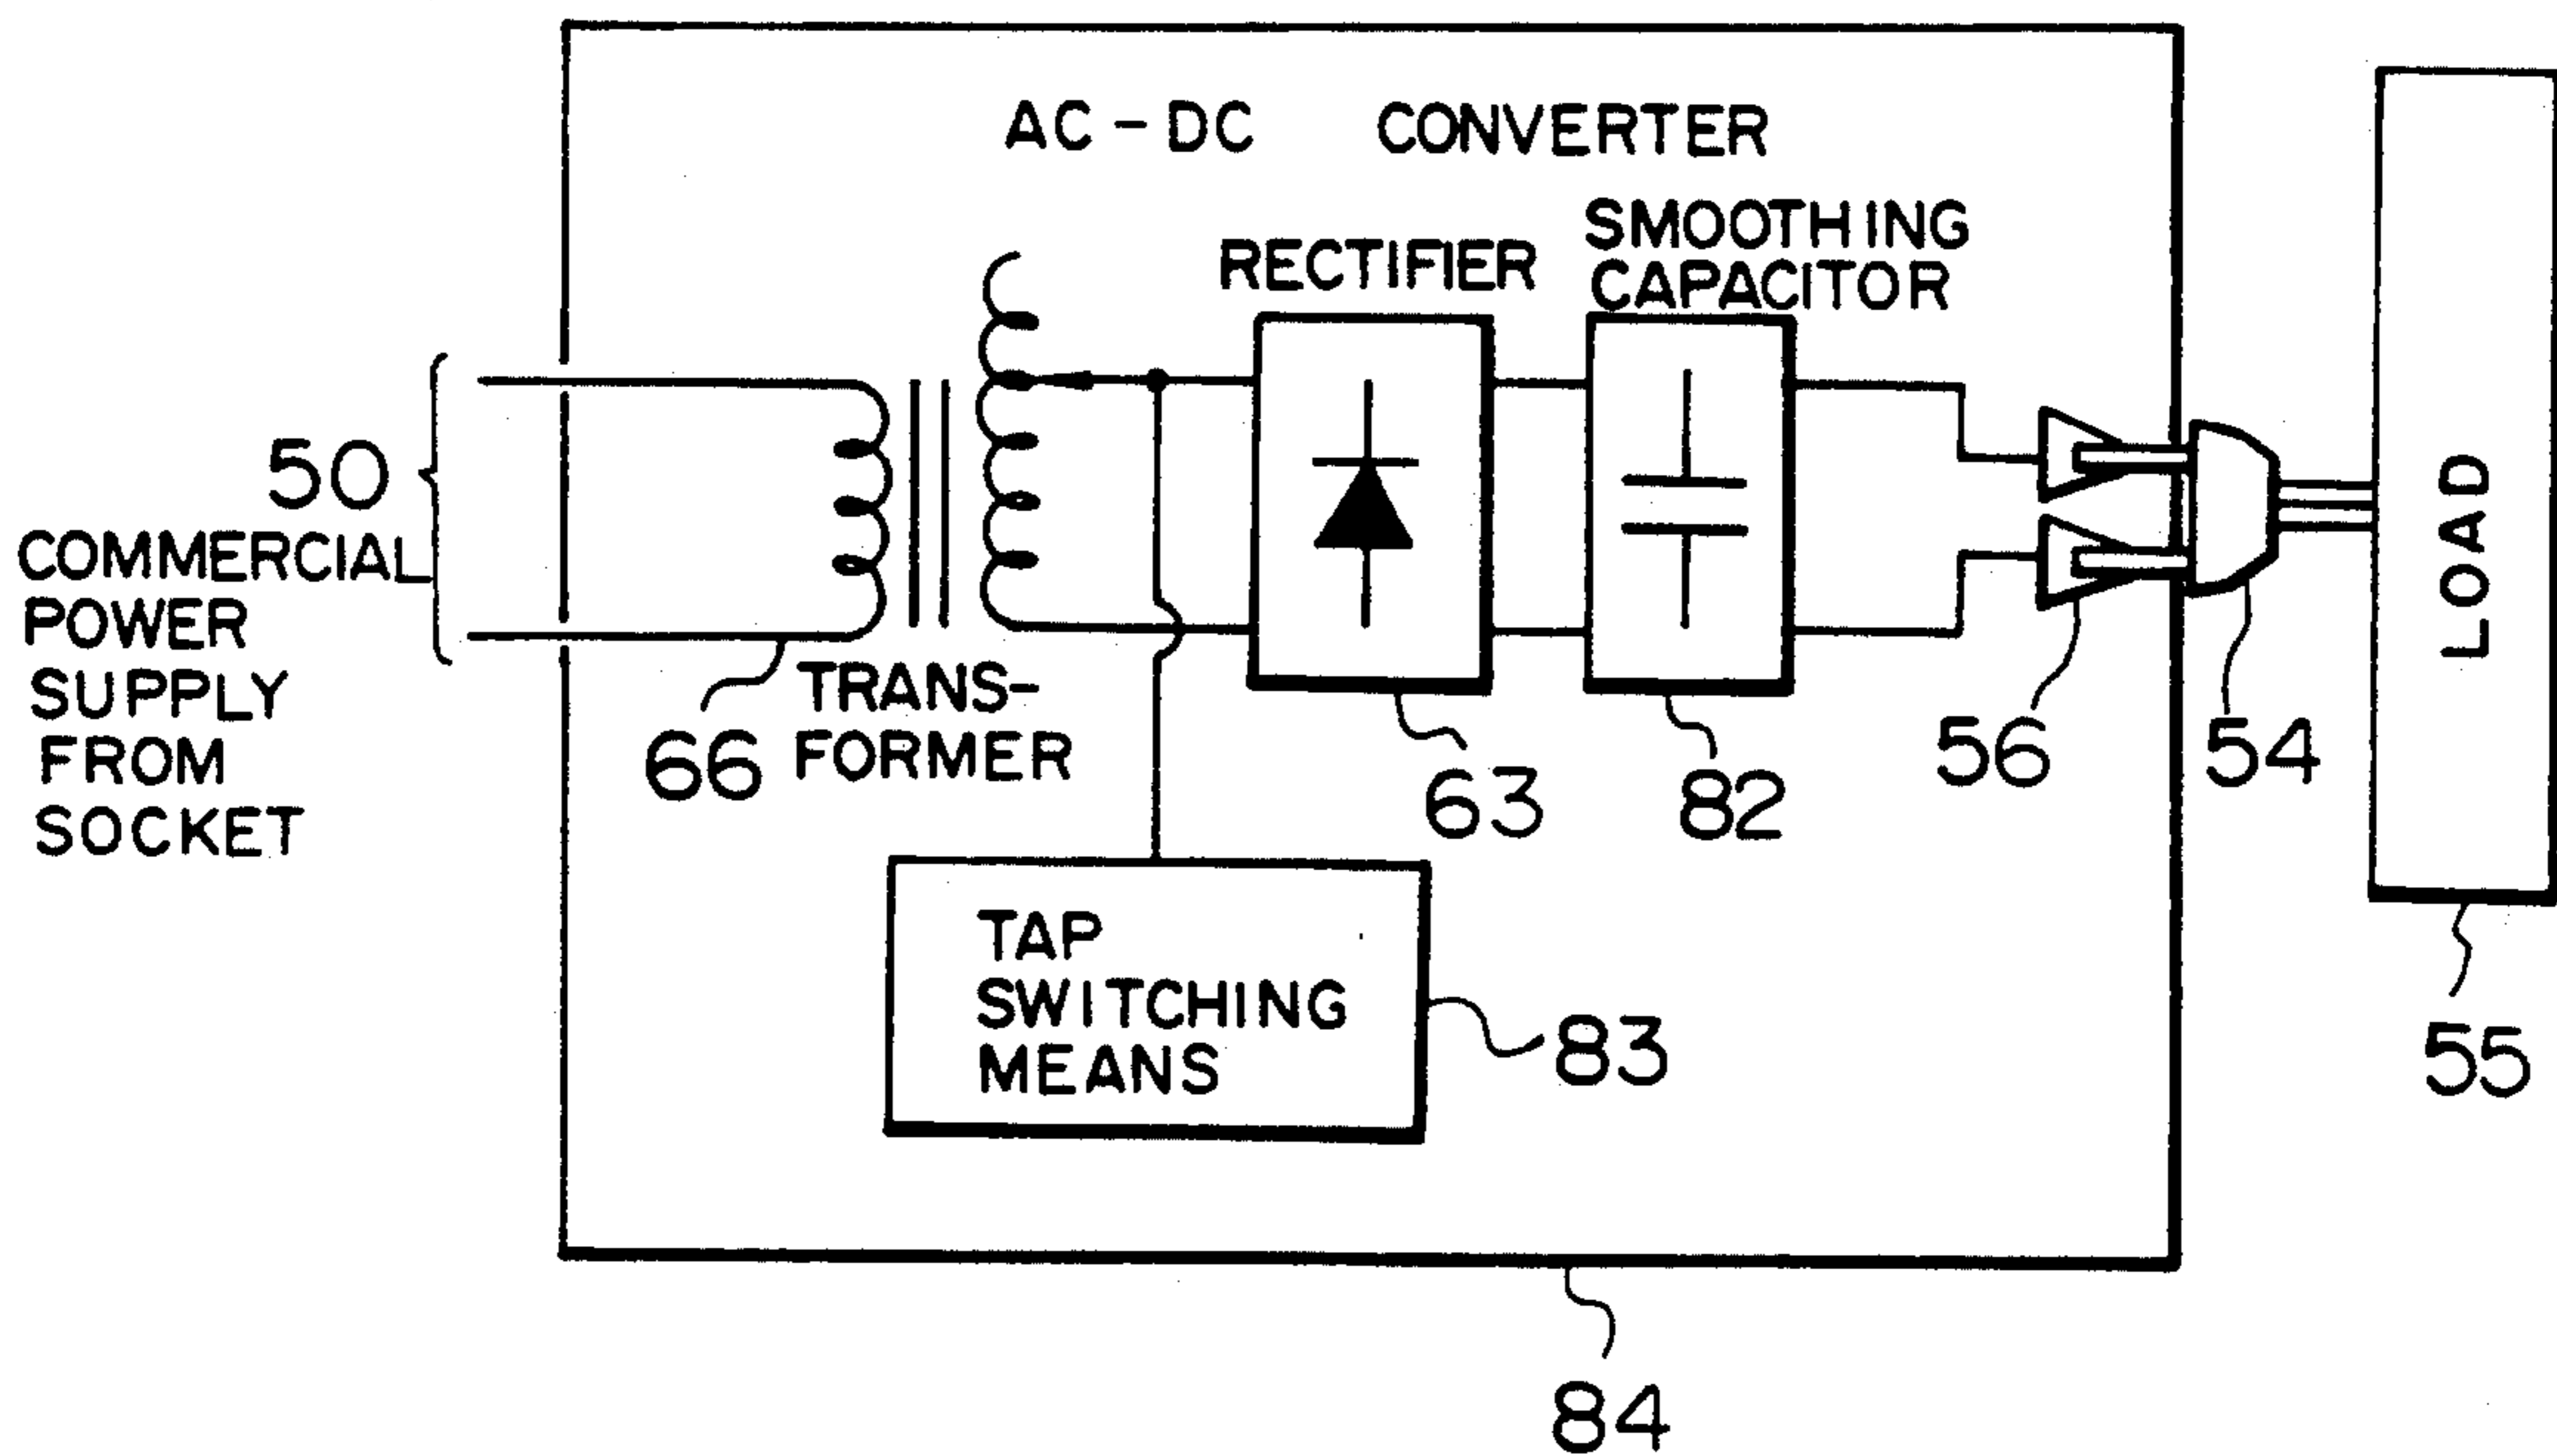 AC-DC CONVERTER
RECTIFIER
SMOOTHING
CAPACITOR
50
COMMERCIAL
POWER
SUPPLY
FROM
SOCKET
66
TRANS-
FORMER
63
82
56
54
LOAD
55
TAP
SWITCHING
MEANS
83
84